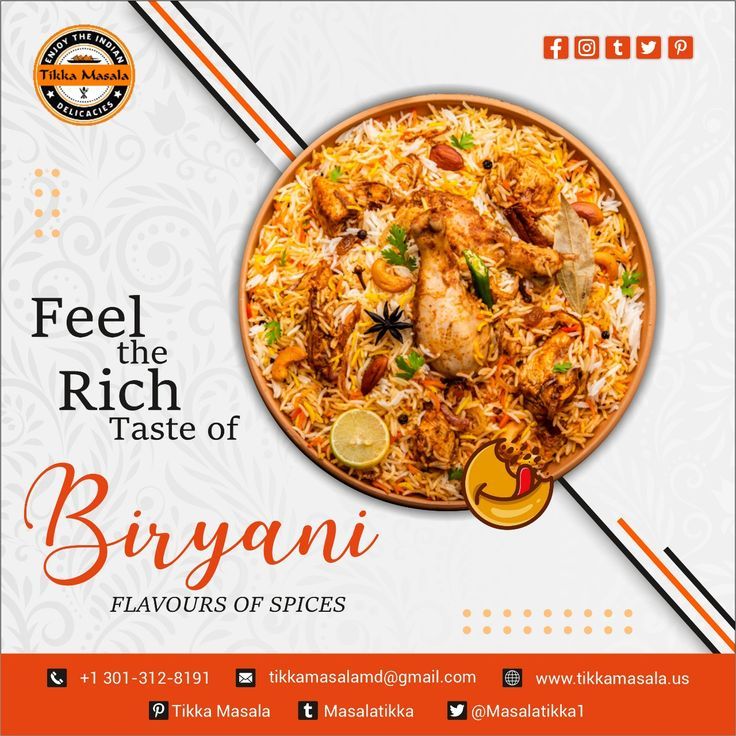 ENJOY THE INDIAN
Tikka Masala
DELICACIES
Feel
the
Rich
Taste of
Biryani
FLAVOURS OF SPICES
+1 301-312-8191 tikkamasalamd@gmail.com www.tikkamasala.us
Tikka Masala Masalatikka @Masalatikka1